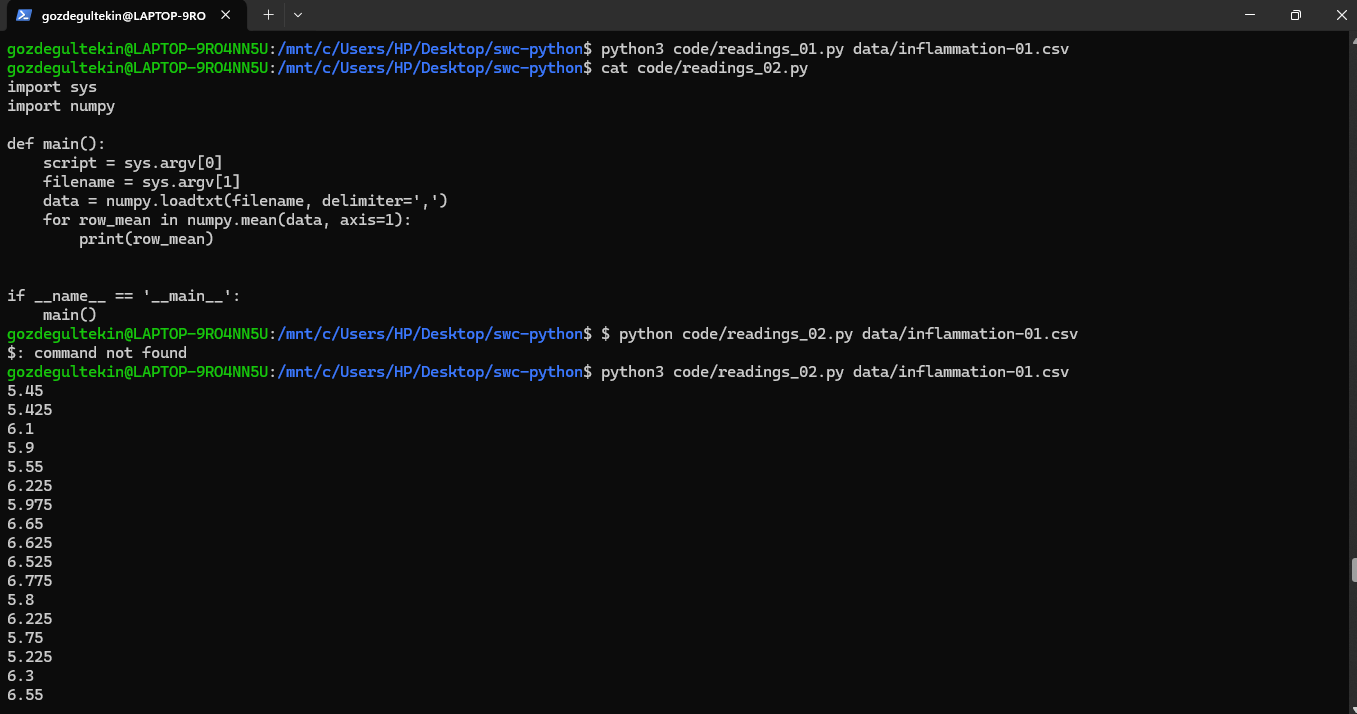 gozdegultekin@LAPTOP-9RO
gozdegultekin@LAPTOP-9RO4NN5U:/mnt/c/Users/HP/Desktop/swc-python$ python3 code/readings_01.py data/inflammation-01.csv
gozdegultekin@LAPTOP-9RO4NN5U:/mnt/c/Users/HP/Desktop/swc-python$ cat code/readings_02.py
import sys
import numpy

def main():
    script = sys.argv[0]
    filename = sys.argv[1]
    data = numpy.loadtxt(filename, delimiter=',')
    for row_mean in numpy.mean(data, axis=1):
        print(row_mean)


if __name__ == '__main__':
    main()
gozdegultekin@LAPTOP-9RO4NN5U:/mnt/c/Users/HP/Desktop/swc-python$ $ python code/readings_02.py data/inflammation-01.csv
$: command not found
gozdegultekin@LAPTOP-9RO4NN5U:/mnt/c/Users/HP/Desktop/swc-python$ python3 code/readings_02.py data/inflammation-01.csv
5.45
5.425
6.1
5.9
5.55
6.225
5.975
6.65
6.625
6.525
6.775
5.8
6.225
5.75
5.225
6.3
6.55